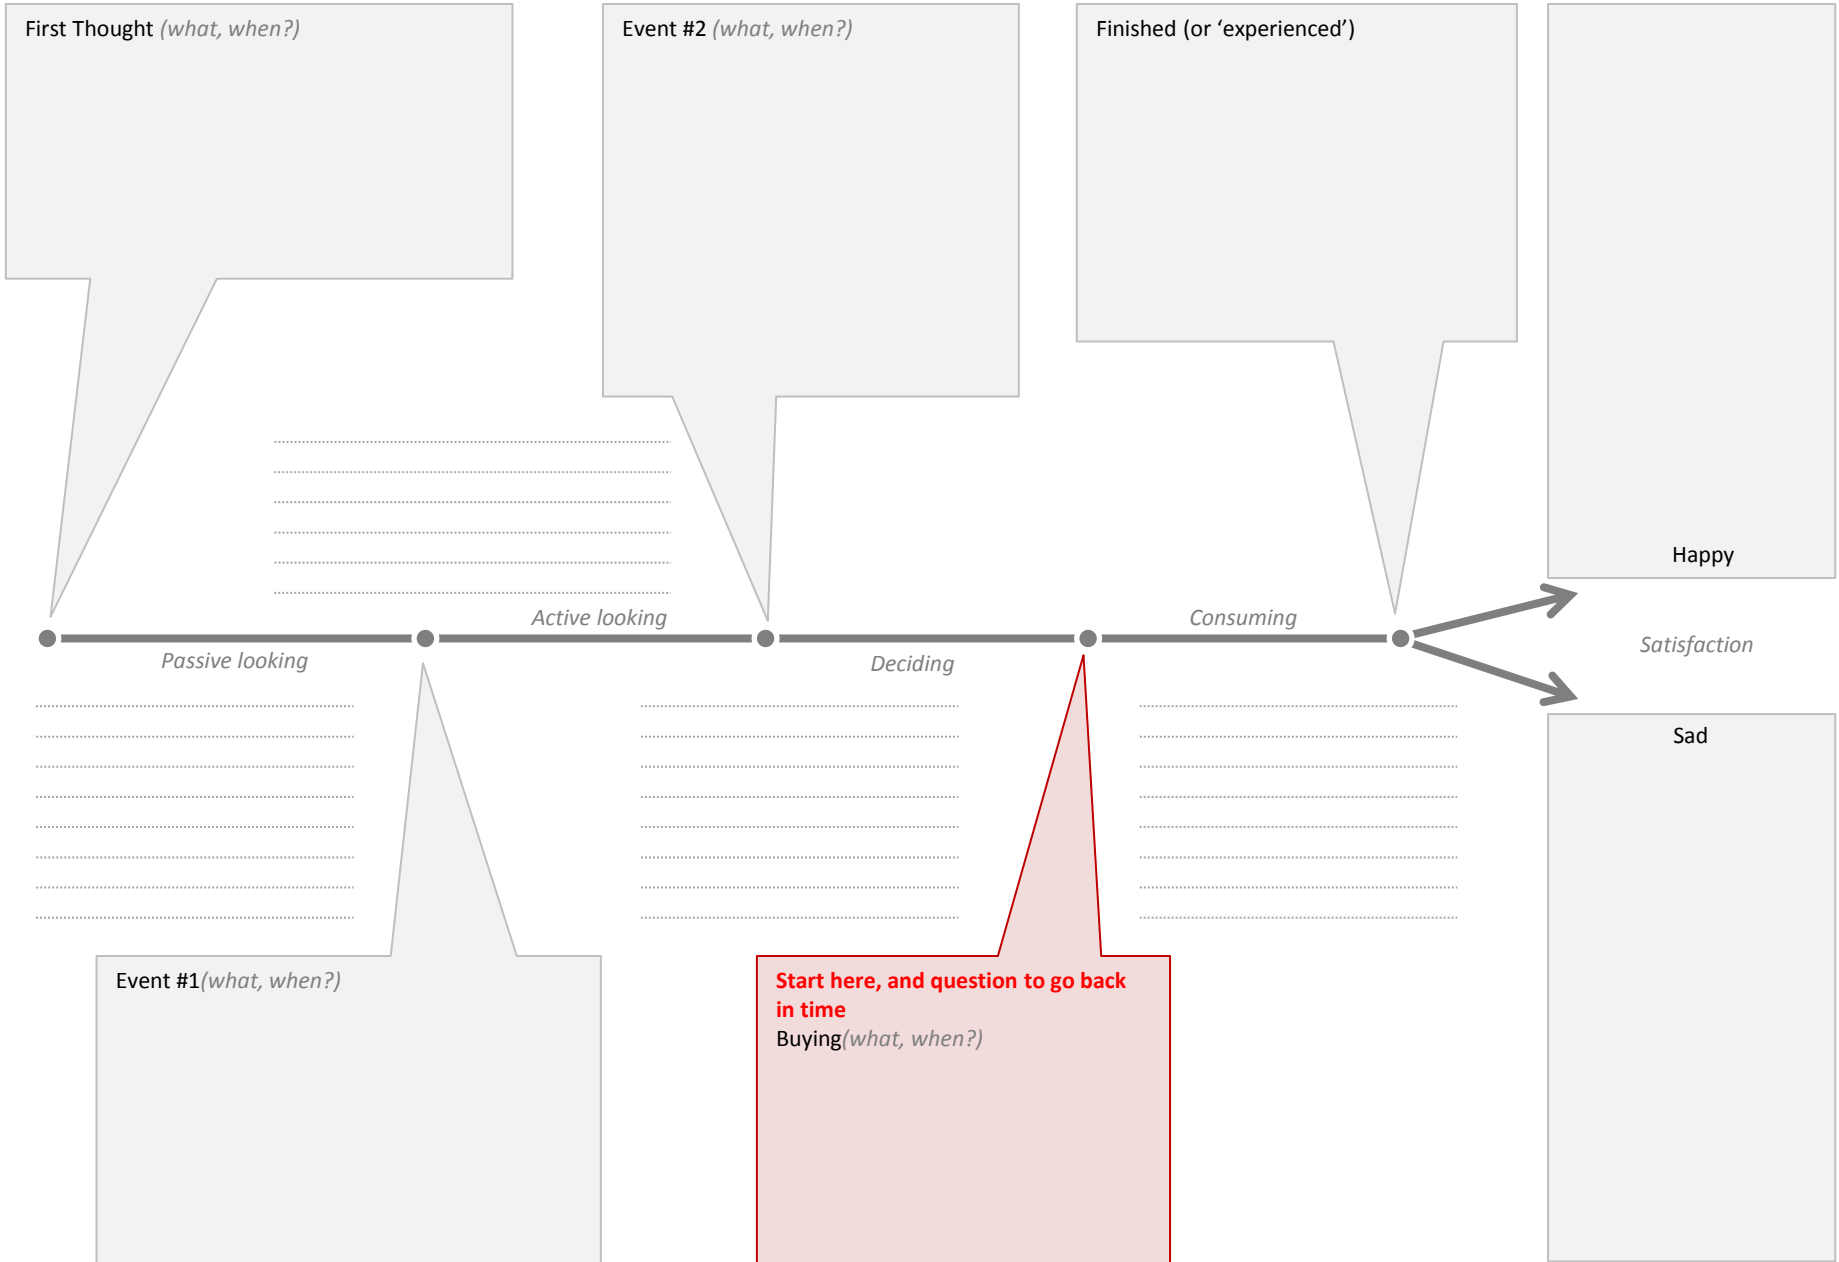 First Thought (what, when?)
Event #2 (what, when?)
Finished (or ‘experienced’)
Happy
Active looking
Consuming
Passive looking
Deciding
Satisfaction
Sad
Event #1(what, when?)
Start here, and question to go back
in time
Buying(what, when?)